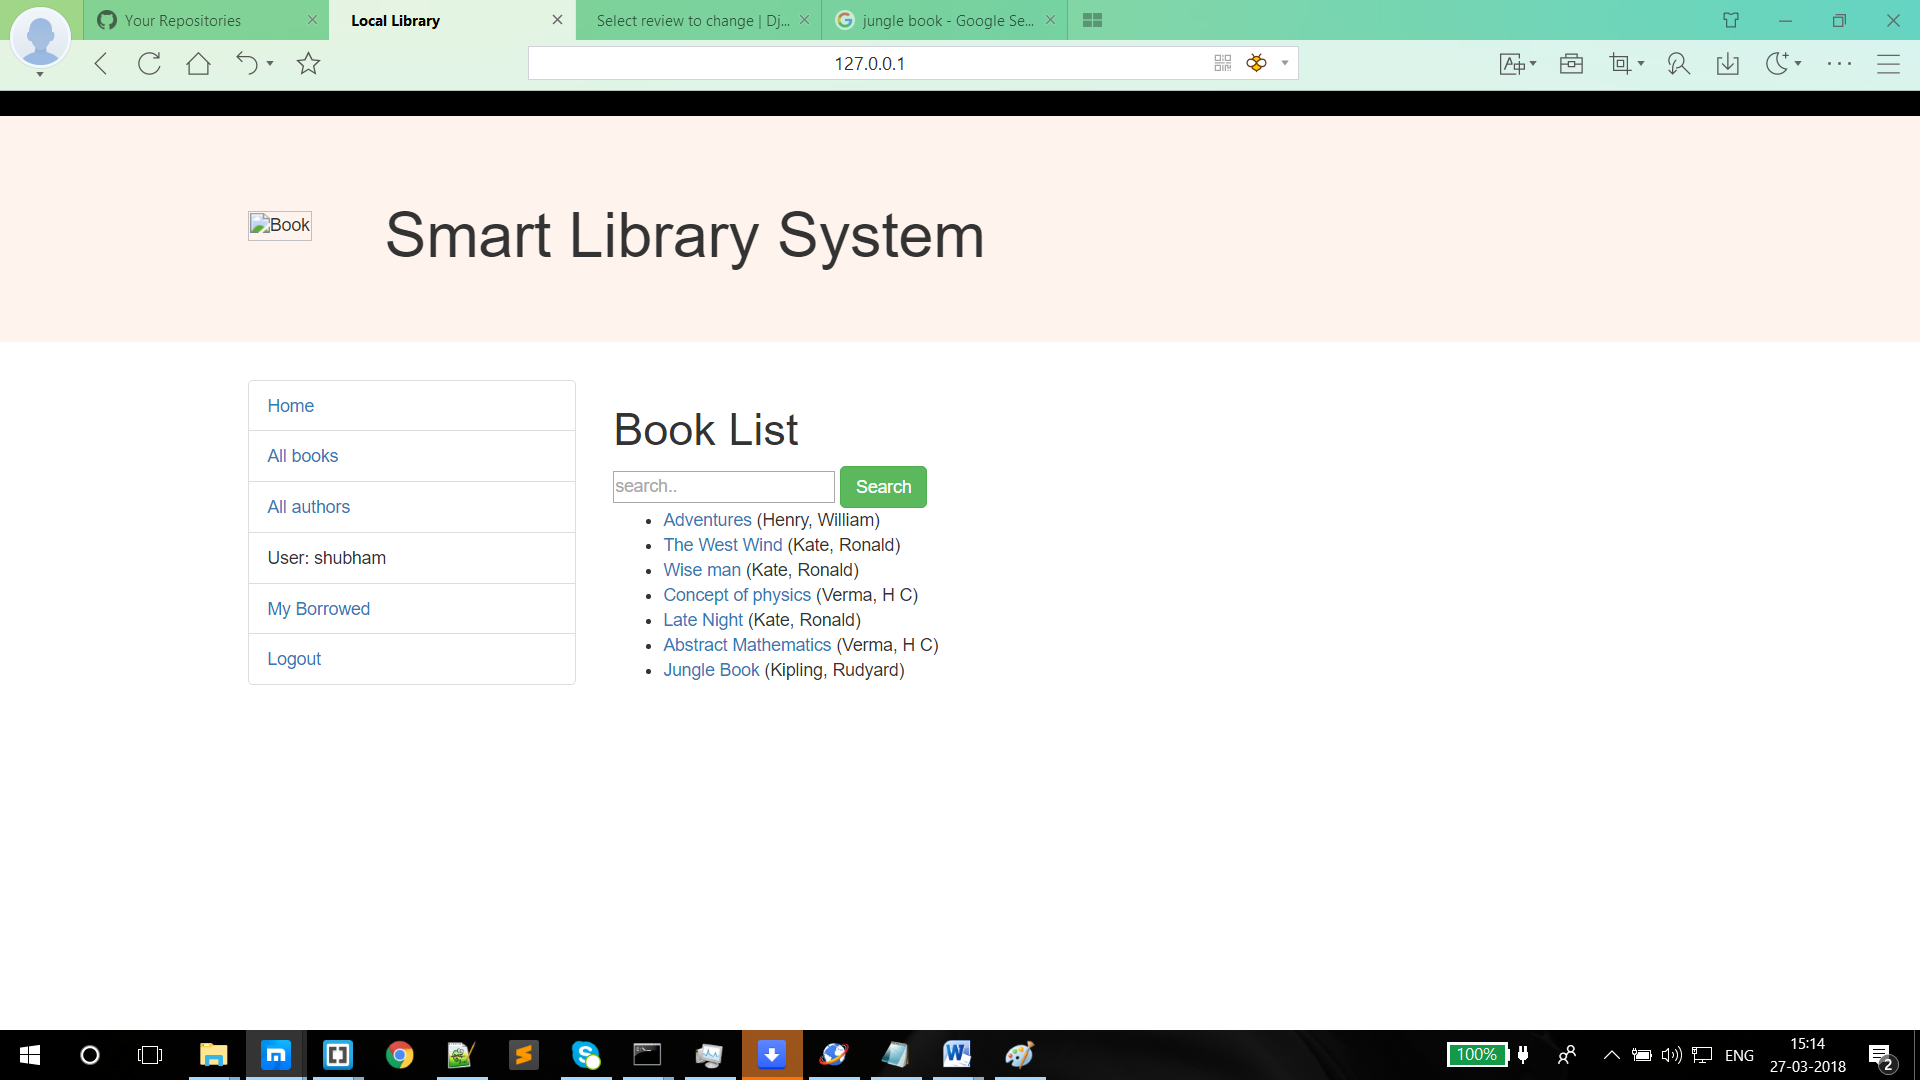 Your Repositories
Local Library
Select review to change | Dj...
jungle book - Google Se...
127.0.0.1
Book
Smart Library System
Home
All books
All authors
User: shubham
My Borrowed
Logout
Book List
search..
Search
Adventures (Henry, William)
The West Wind (Kate, Ronald)
Wise man (Kate, Ronald)
Concept of physics (Verma, H C)
Late Night (Kate, Ronald)
Abstract Mathematics (Verma, H C)
Jungle Book (Kipling, Rudyard)
100%
ENG
15:14
27-03-2018
2